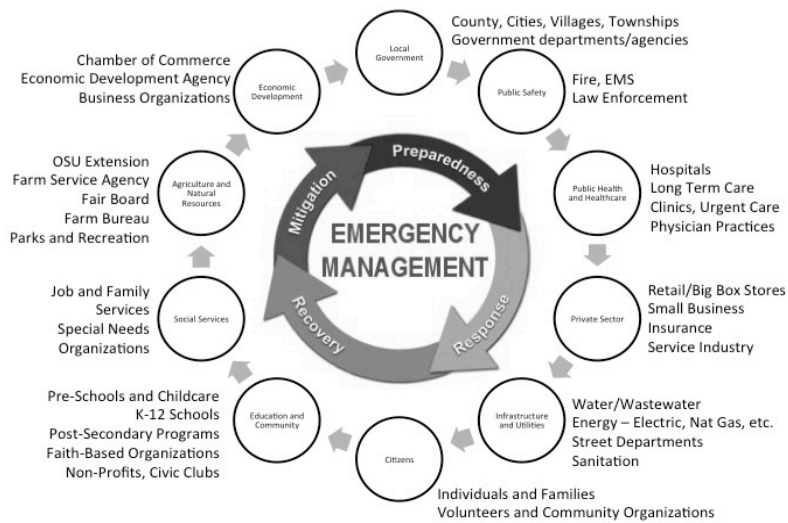 Local
Government
County, Cities, Villages, Townships
Government departments/agencies
Public Safety
Fire, EMS
Law Enforcement
Public Health
and Healthcare
Hospitals
Long Term Care
Clinics, Urgent Care
Physician Practices
Private Sector
Retail/Big Box Stores
Small Business
Insurance
Service Industry
Infrastructure
and Utilities
Water/Wastewater
Energy – Electric, Nat Gas, etc.
Street Departments
Sanitation
Citizens
Individuals and Families
Volunteers and Community Organizations
Education and
Community
Pre-Schools and Childcare
K-12 Schools
Post-Secondary Programs
Faith-Based Organizations
Non-Profits, Civic Clubs
Social Services
Job and Family
Services
Special Needs
Organizations
Agriculture and
Natural
Resources
OSU Extension
Farm Service Agency
Fair Board
Farm Bureau
Parks and Recreation
Economic
Development
Chamber of Commerce
Economic Development Agency
Business Organizations
EMERGENCY
MANAGEMENT
Preparedness
Response
Recovery
Mitigation